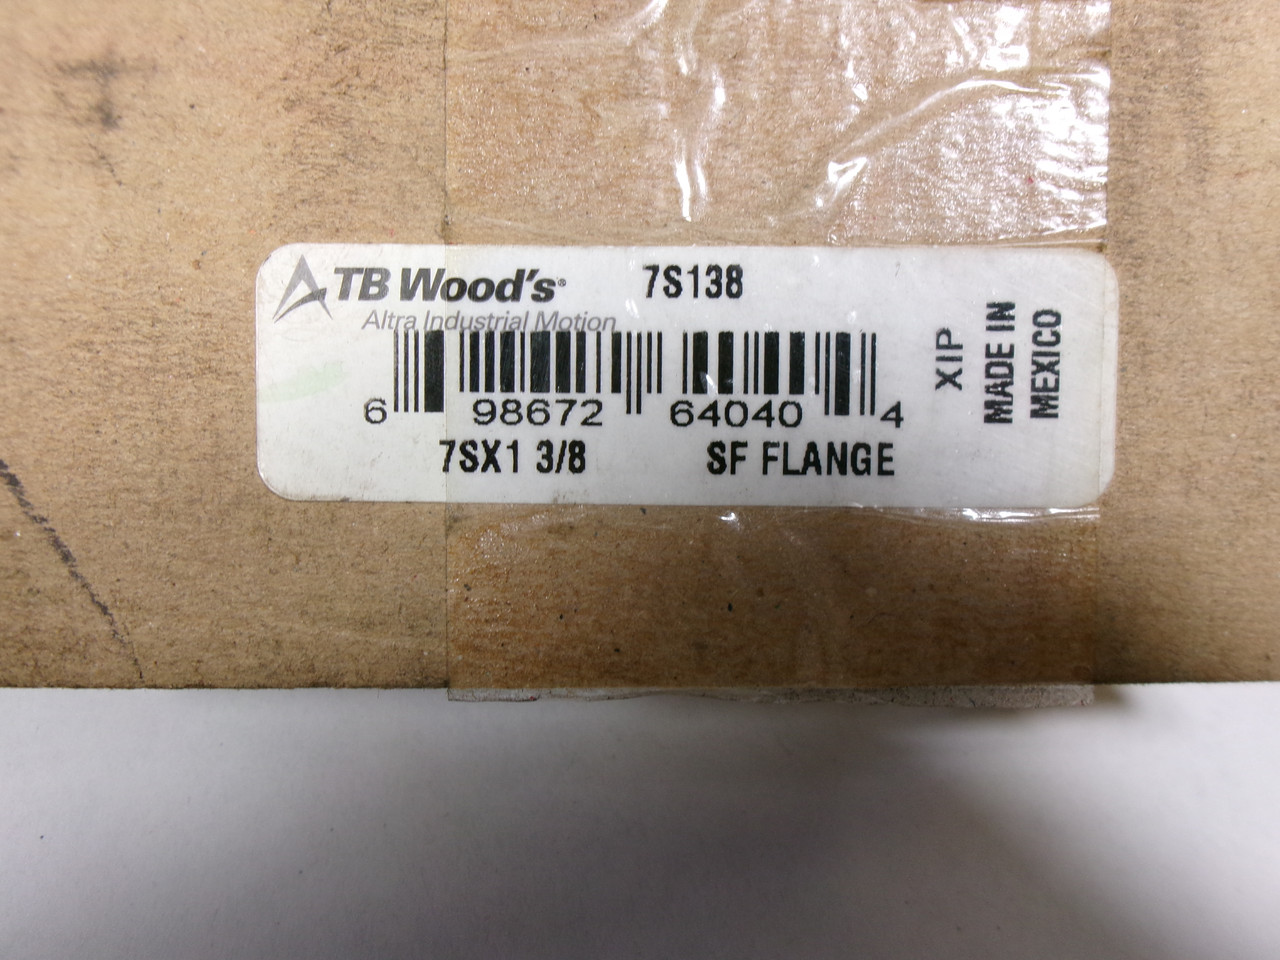 TB Wood's® 7S138
Altra Industrial Motion
6 98672 64040 4
7SX1 3/8 SF FLANGE
XIP
MADE IN
MEXICO